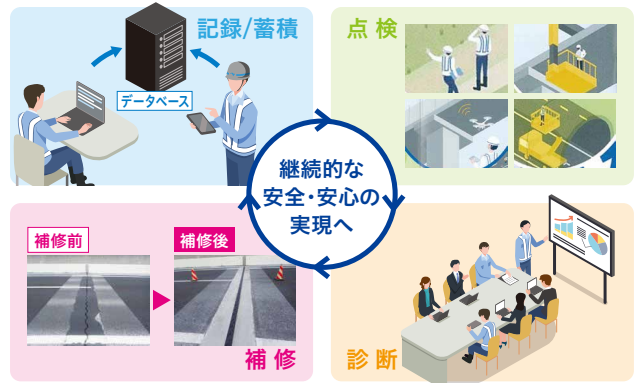 記録/蓄積
データベース
点検
継続的な
安全・安心の
実現へ
補修前
補修後
補修
診断